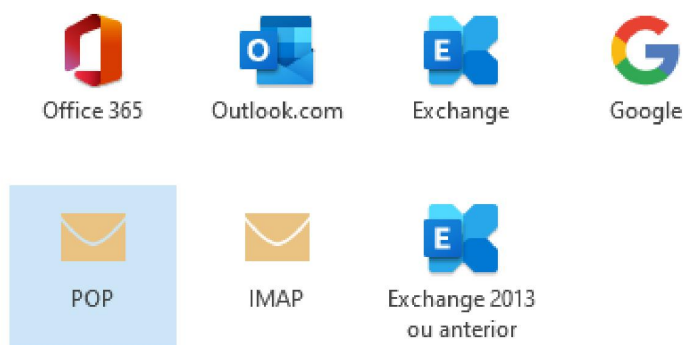 Office 365
Outlook.com
Exchange
Google
POP
IMAP
Exchange 2013
ou anterior